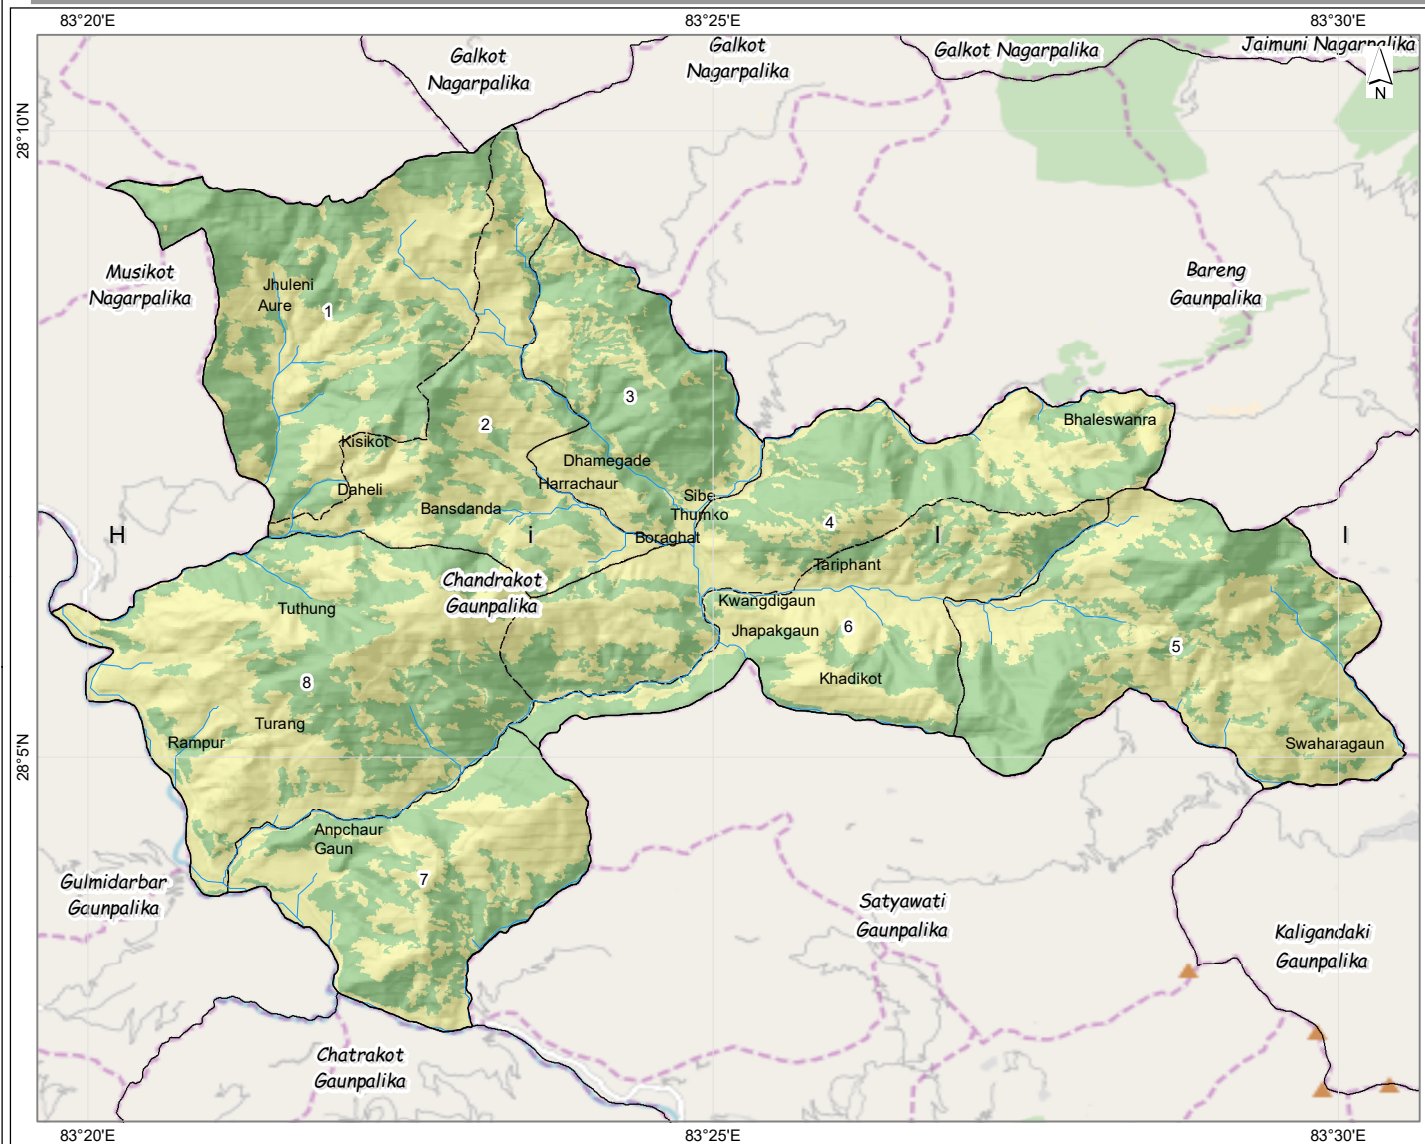 83°20'E
83°25'E
83°30'E
Galkot
Nagarpalika
Galkot
Nagarpalika
Galkot Nagarpalika
Jaimuni Nagarpalika
N
28°10'N
Musikot
Nagarpalika
Bareng
Gaunpalika
Jhuleni
Aure
1
3
2
Bhaleswanra
Kisikot
Dhamegade
Harrachaur
Daheli
Sibe
Bansdanda
Thumko
4
H
i
I
I
Boraghat
Tariphant
Chandrakot
Gaunpalika
Kwangdigaun
Tuthung
Jhapakgaun
6
5
Khadikot
8
Turang
Rampur
Swaharagaun
28°5'N
Anpchaur
Gaun
7
Gulmidarbar
Gaunpalika
Satyawati
Gaunpalika
Kaligandaki
Gaunpalika
Chatrakot
Gaunpalika
83°20'E
83°25'E
83°30'E